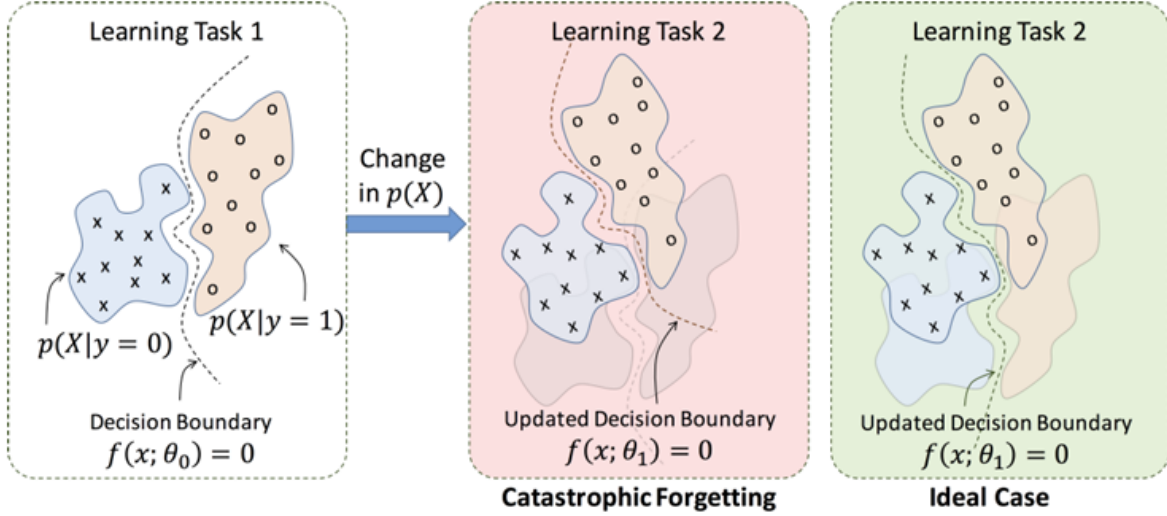 Learning Task 1
p(X|y = 0)
p(X|y = 1)
Decision Boundary
f(x; θ₀) = 0
Change
in p(X)
Learning Task 2
Updated Decision Boundary
f(x; θ₁) = 0
Catastrophic Forgetting
Learning Task 2
Updated Decision Boundary
f(x; θ₁) = 0
Ideal Case